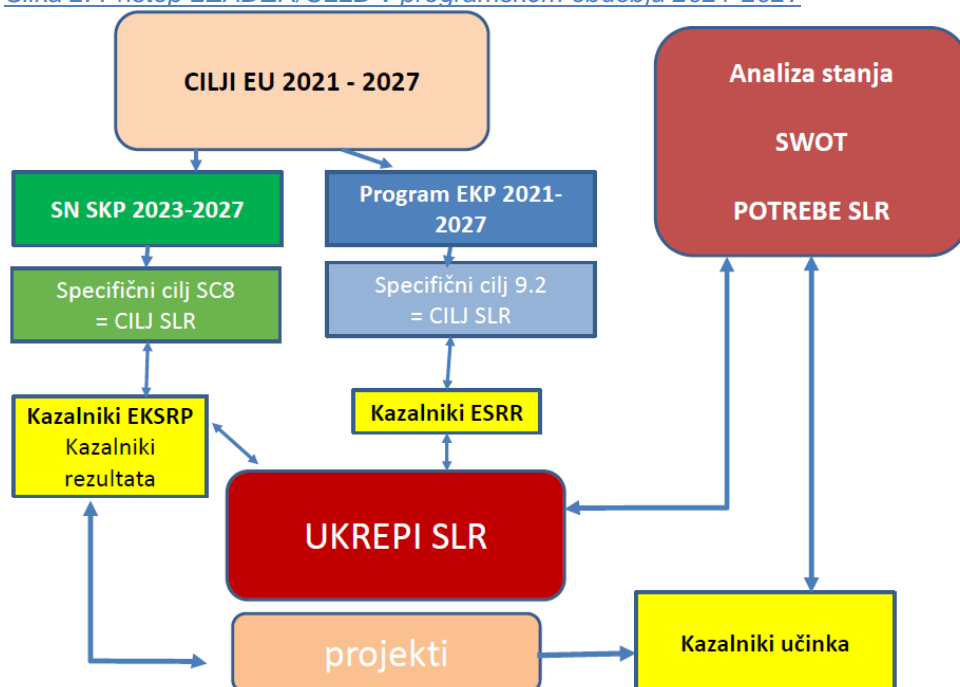 CILJI EU 2021 - 2027
Analiza stanja
SWOT
POTREBE SLR
SN SKP 2023-2027
Program EKP 2021-
2027
Specifični cilj SC8
= CILJ SLR
Specifični cilj 9.2
= CILJ SLR
Kazalniki EKSRP
Kazalniki
rezultata
Kazalniki ESRR
UKREPI SLR
projekti
Kazalniki učinka